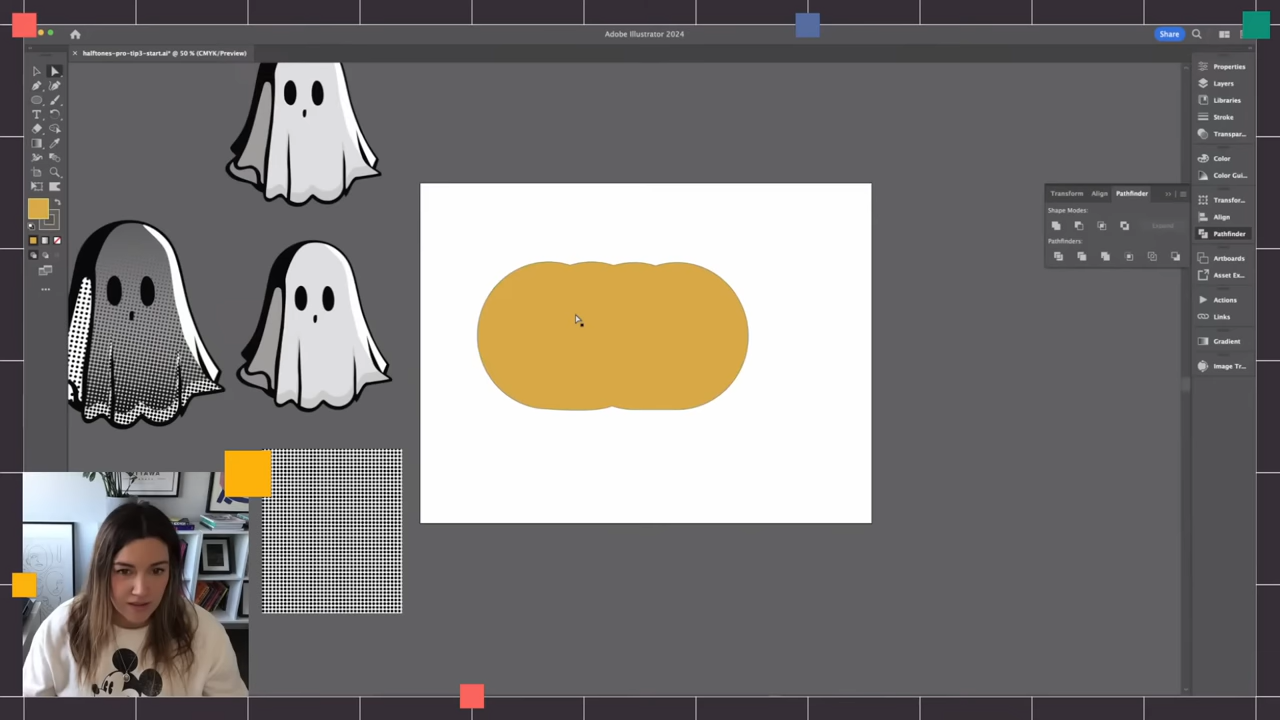 Adobe Illustrator 2024
Share
halftones-pro-tip3-start.ai* @ 50 % (CMYK/Preview)
Properties
Layers
Libraries
Stroke
Transpar...
Color
Color Gui...
Transfor...
Align
Pathfinder
Artboards
Asset Ex...
Actions
Links
Gradient
Image Tr...
Transform
Align
Pathfinder
Shape Modes:
Expand
Pathfinders: